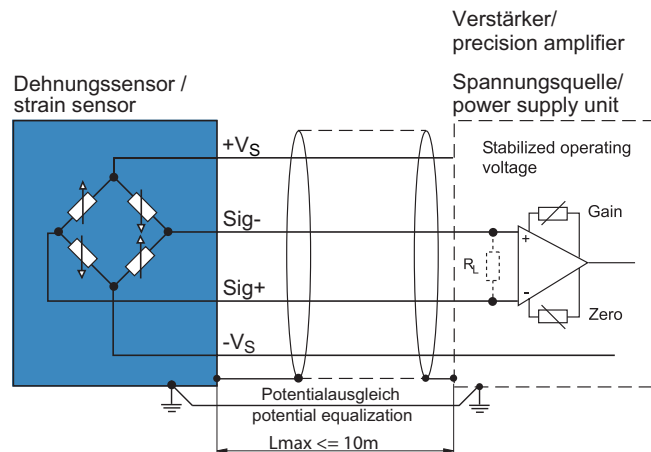 Verstärker/
precision amplifier
Dehnungssensor /
strain sensor
Spannungsquelle/
power supply unit
+VS
Stabilized operating
voltage
Sig-
Gain
+
RL
Sig+
-
Zero
-VS
Potentialausgleich
potential equalization
Lmax <= 10m